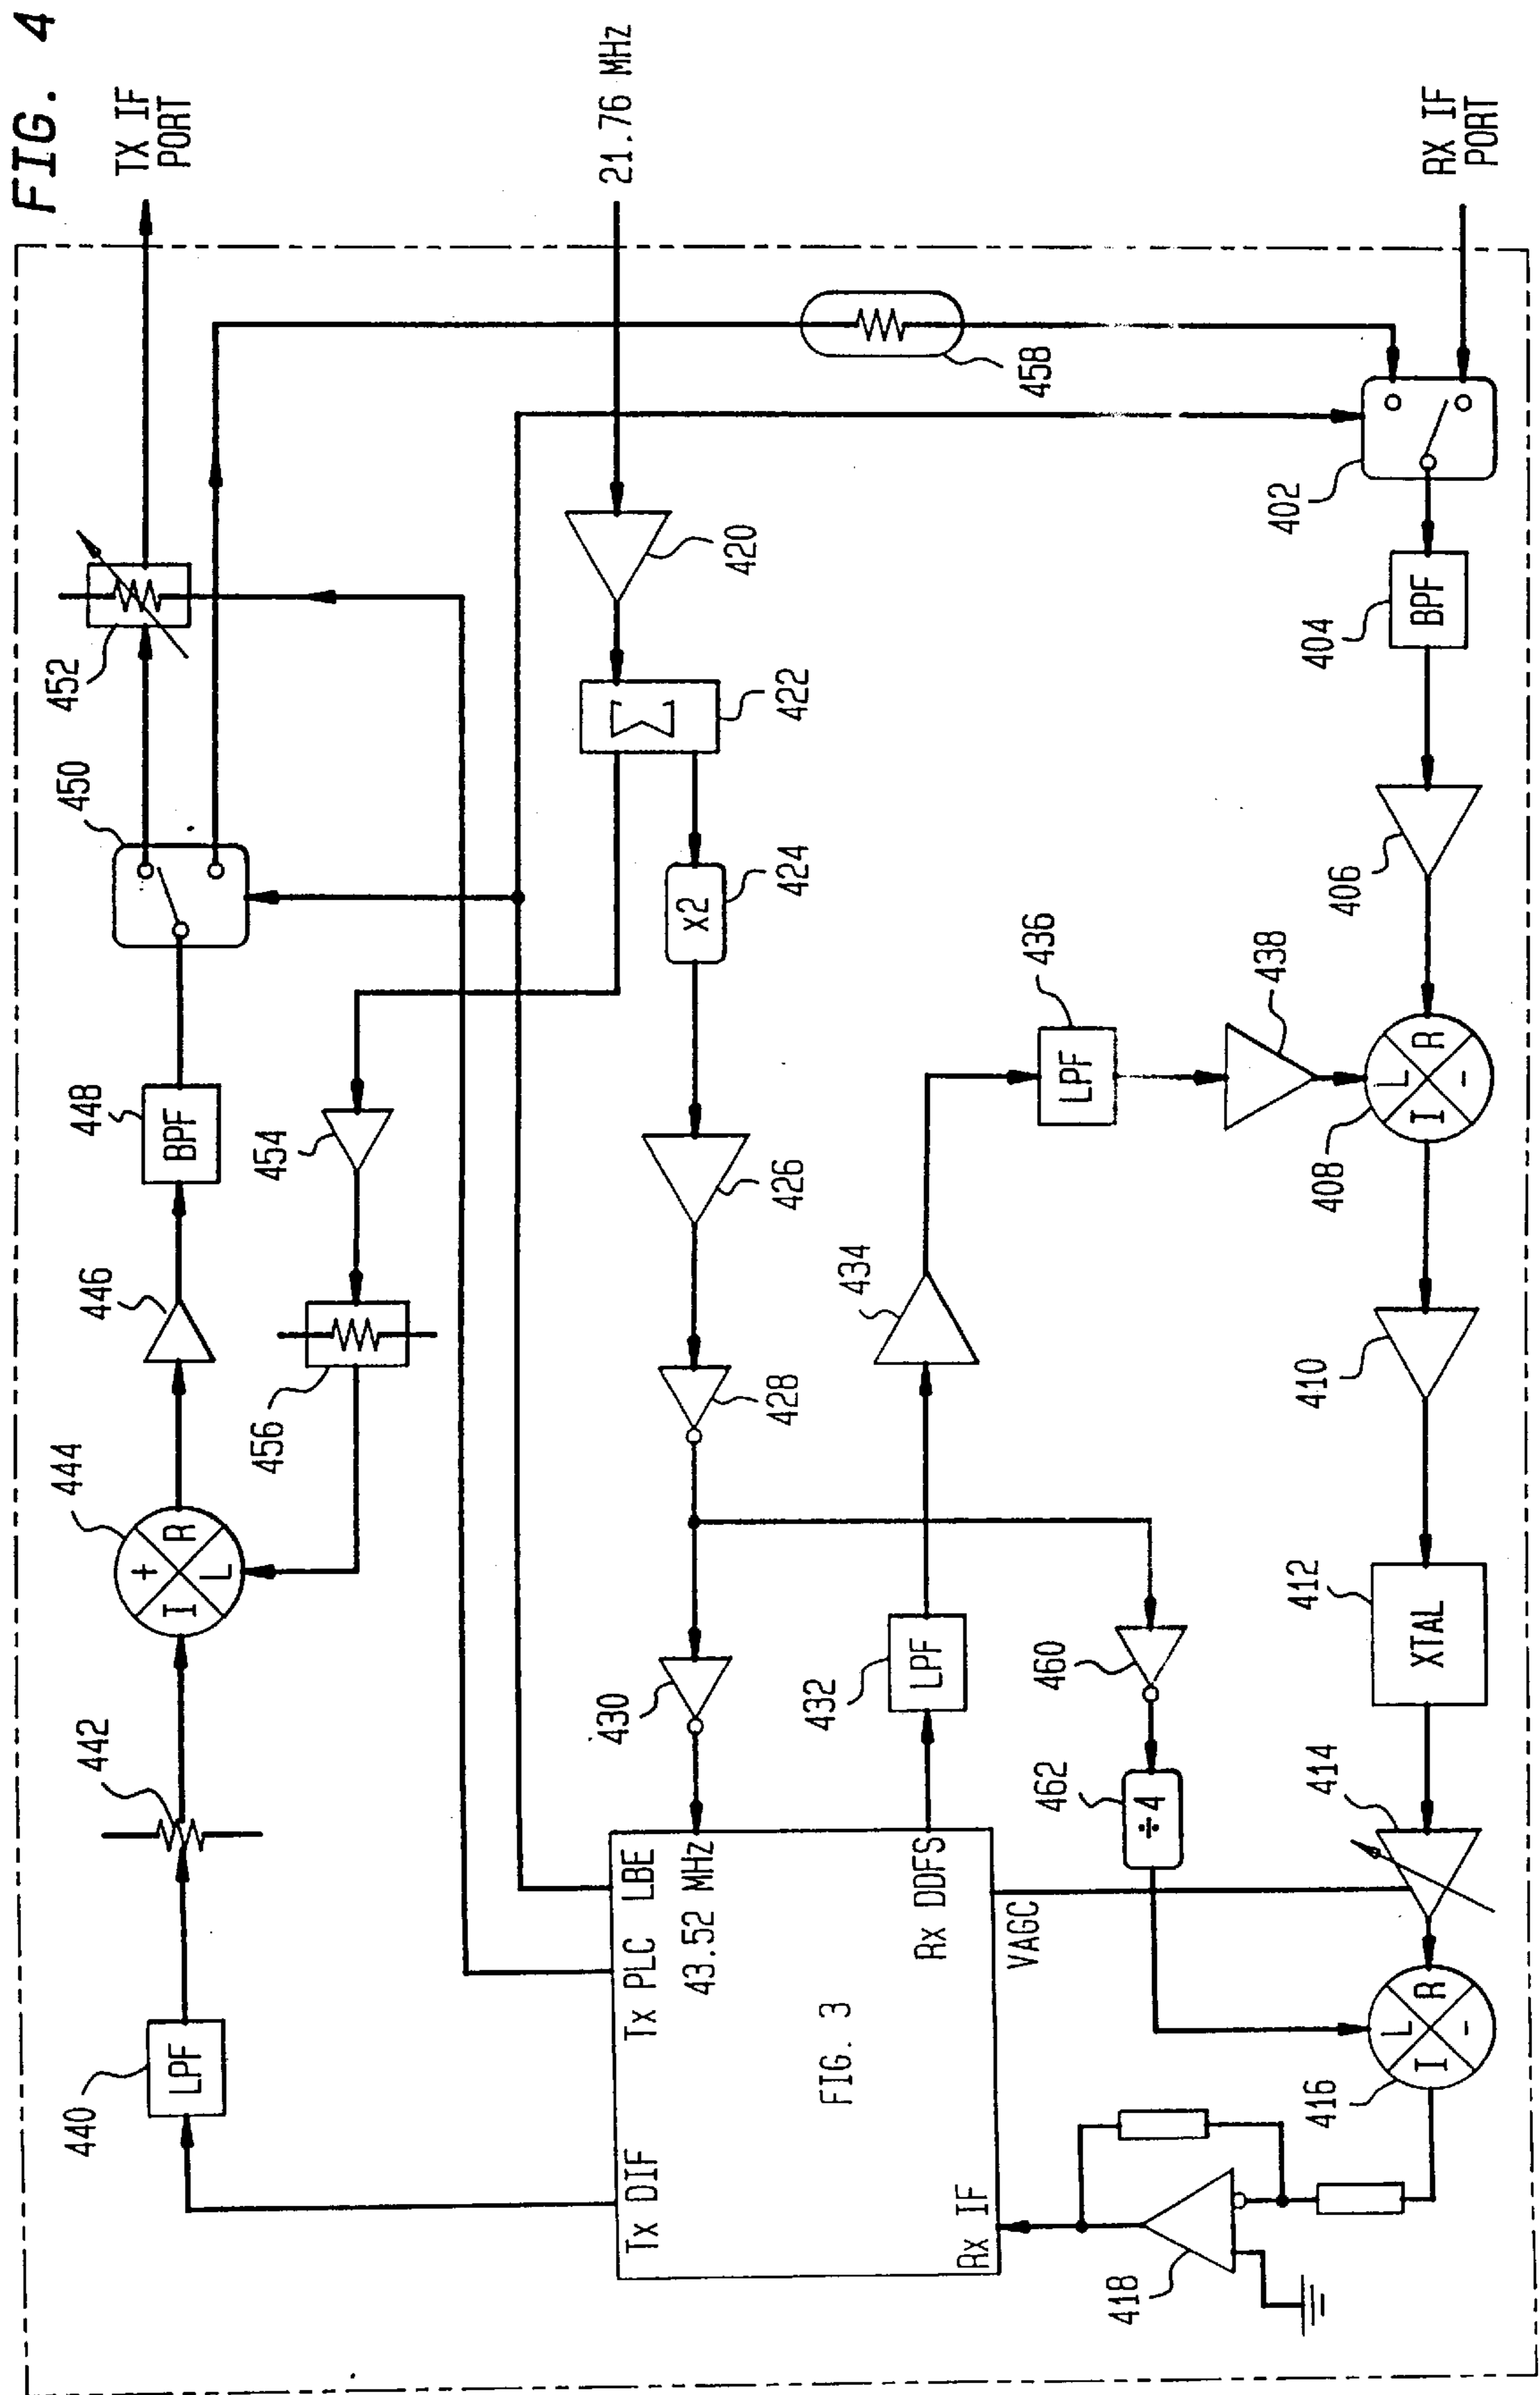 FIG. 4
TX IF
PORT
21.76 MHz
RX IF
PORT
440
LPF
442
444
+
I
R
L
446
448
BPF
450
452
454
456
420
422
Σ
424
X2
426
428
430
458
402
404
BPF
406
408
L
R
I
-
410
412
XTAL
414
416
L
R
I
-
418
432
LPF
434
436
LPF
438
460
462
÷4
Tx DIF
Tx PLC
LBE
43.52 MHz
Rx DDFS
VAGC
Rx IF
FIG. 3